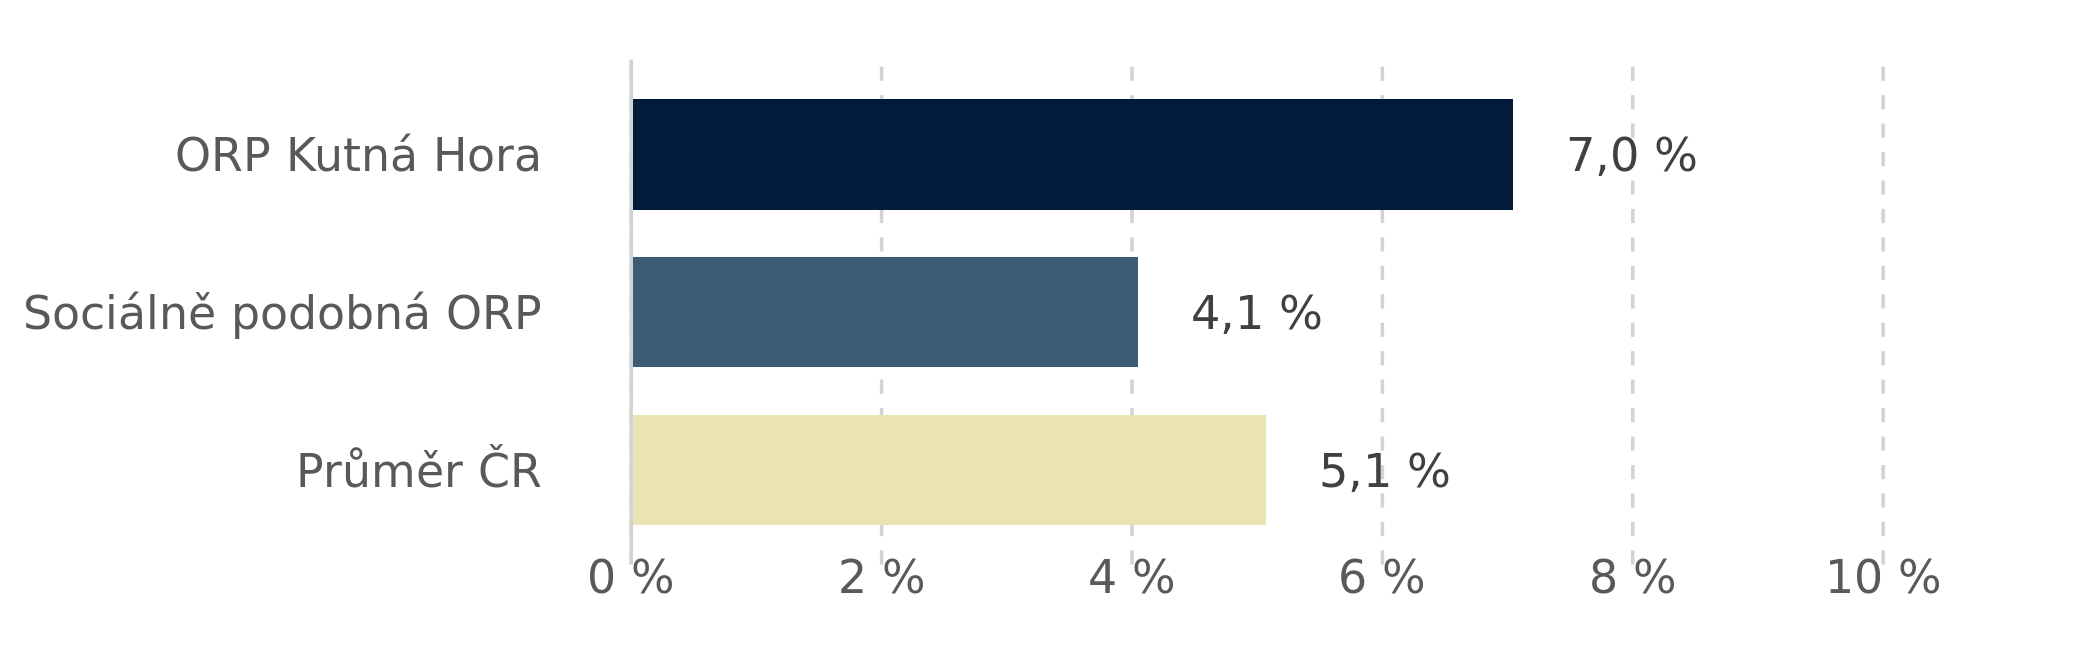 ORP Kutná Hora
7,0 %
Sociálně podobná ORP
4,1 %
Průměr ČR
5,1 %
0 % 2 % 4 % 6 % 8 % 10 %